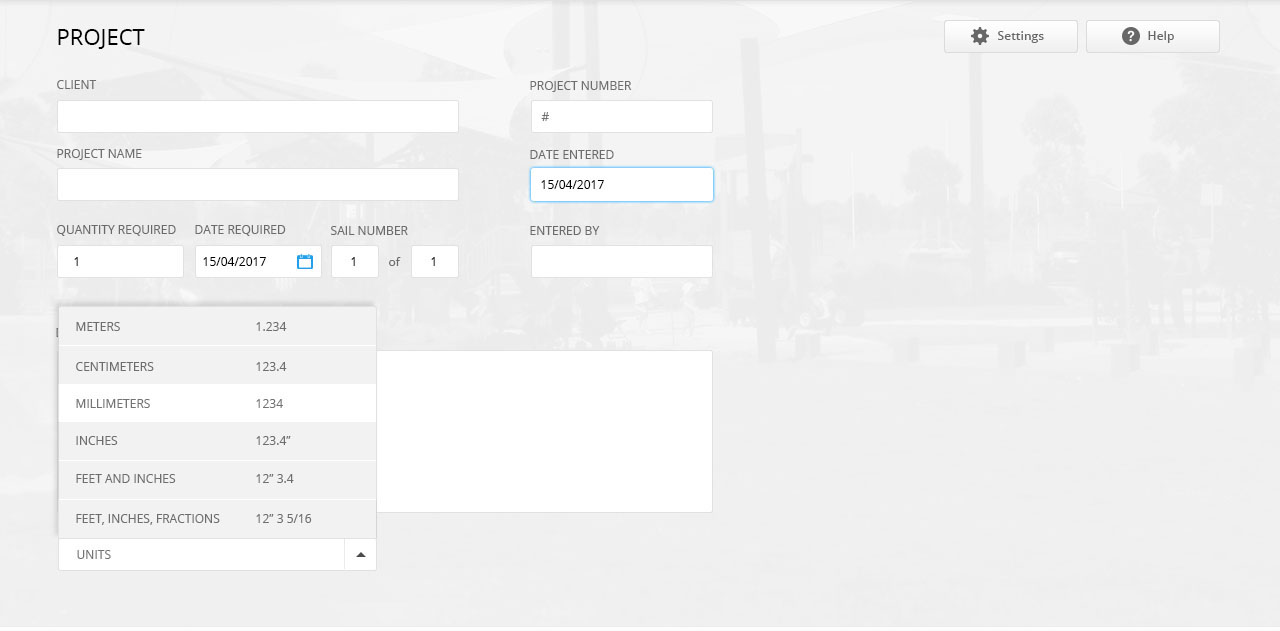 PROJECT
Settings
Help
CLIENT
PROJECT NUMBER
#
PROJECT NAME
DATE ENTERED
15/04/2017
QUANTITY REQUIRED
DATE REQUIRED
SAIL NUMBER
ENTERED BY
1
15/04/2017
1 of 1
METERS 1.234
CENTIMETERS 123.4
MILLIMETERS 1234
INCHES 123.4”
FEET AND INCHES 12” 3.4
FEET, INCHES, FRACTIONS 12” 3 5/16
UNITS